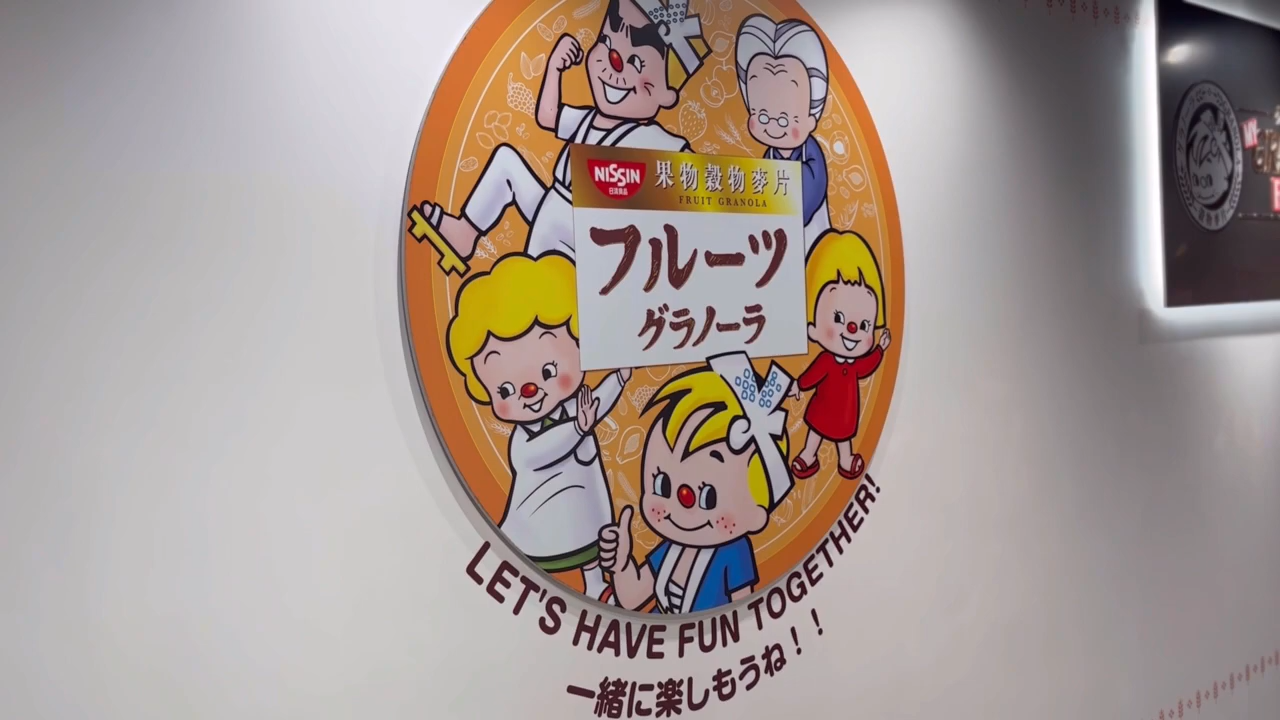 NISSIN
日清食品
果物穀物麥片
FRUIT GRANOLA
フルーツ
グラノーラ
LET'S HAVE FUN TOGETHER!
一緒に楽しもうね！！